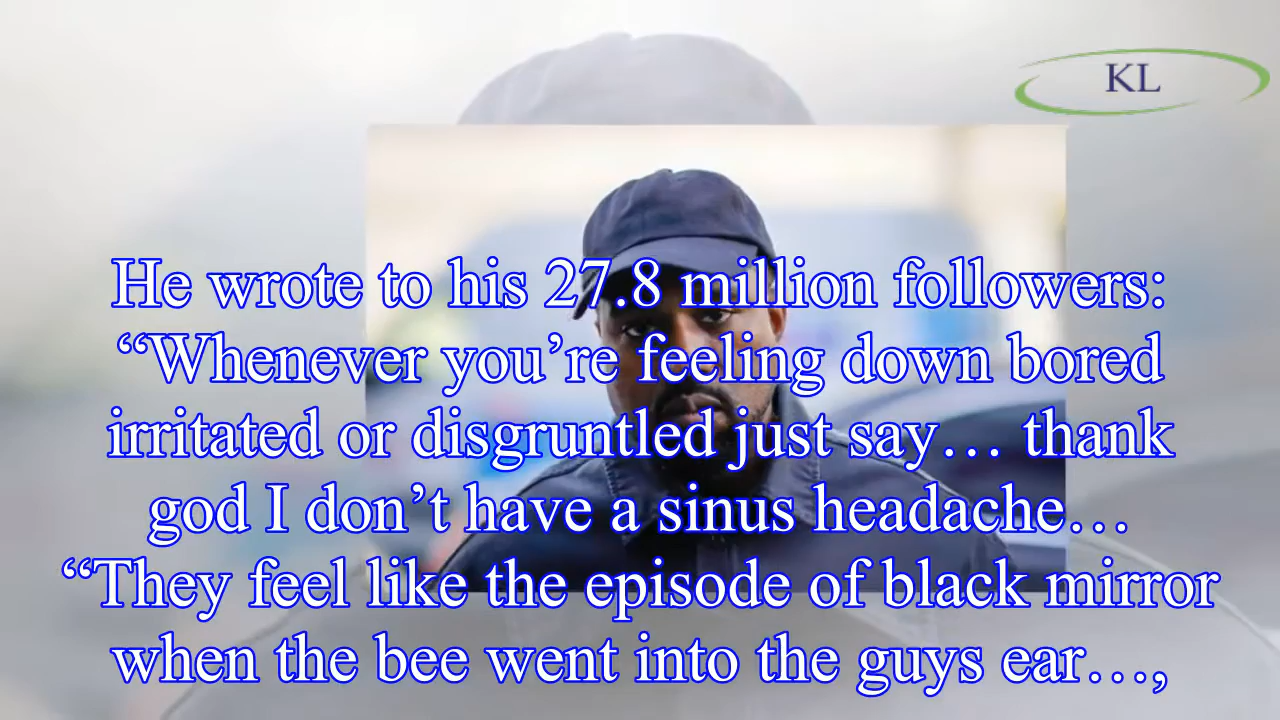 KL
He wrote to his 27.8 million followers:
“Whenever you’re feeling down bored
irritated or disgruntled just say… thank
god I don’t have a sinus headache…
“They feel like the episode of black mirror
when the bee went into the guys ear…,